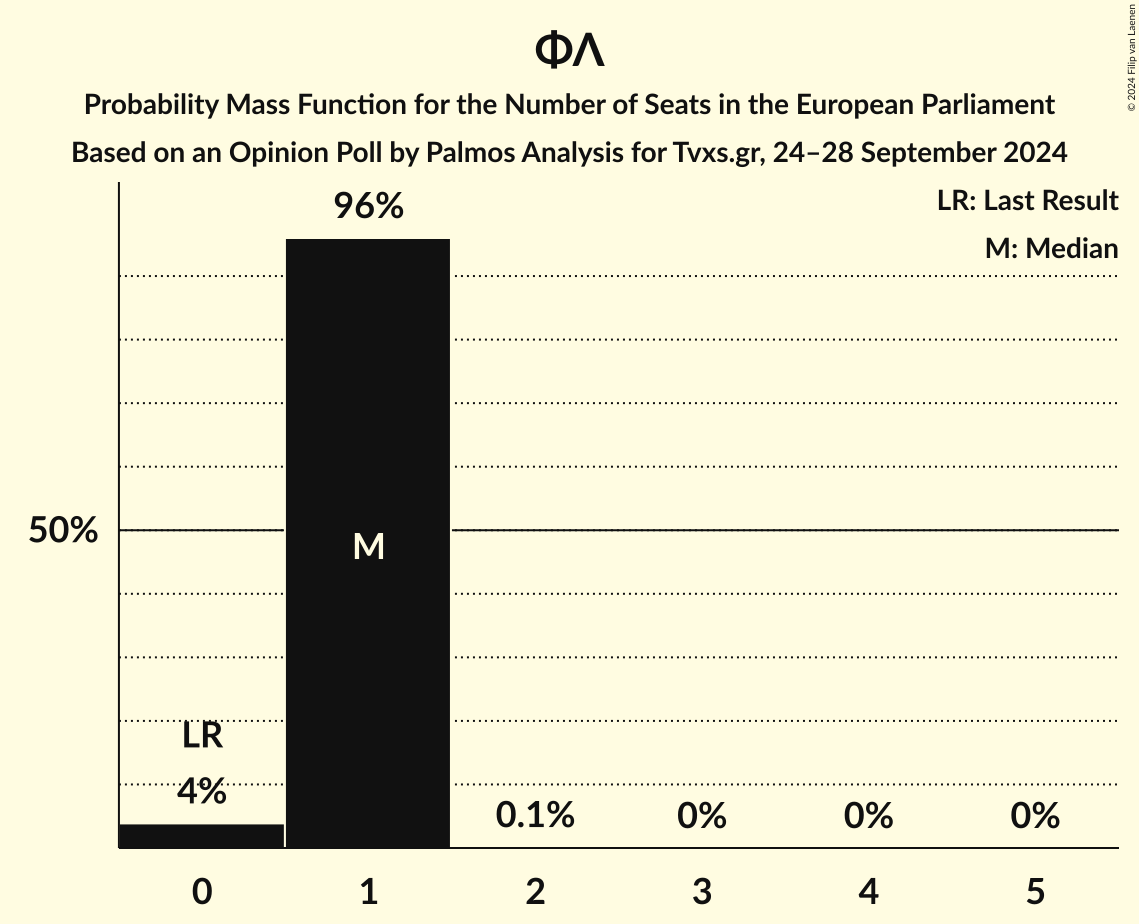 ΦΛ
Probability Mass Function for the Number of Seats in the European Parliament
Based on an Opinion Poll by Palmos Analysis for Tvxs.gr, 24–28 September 2024
© 2024 Filip van Laenen
LR: Last Result
M: Median
96%
50%
M
LR
4%
0.1%
0%
0%
0%
0
1
2
3
4
5